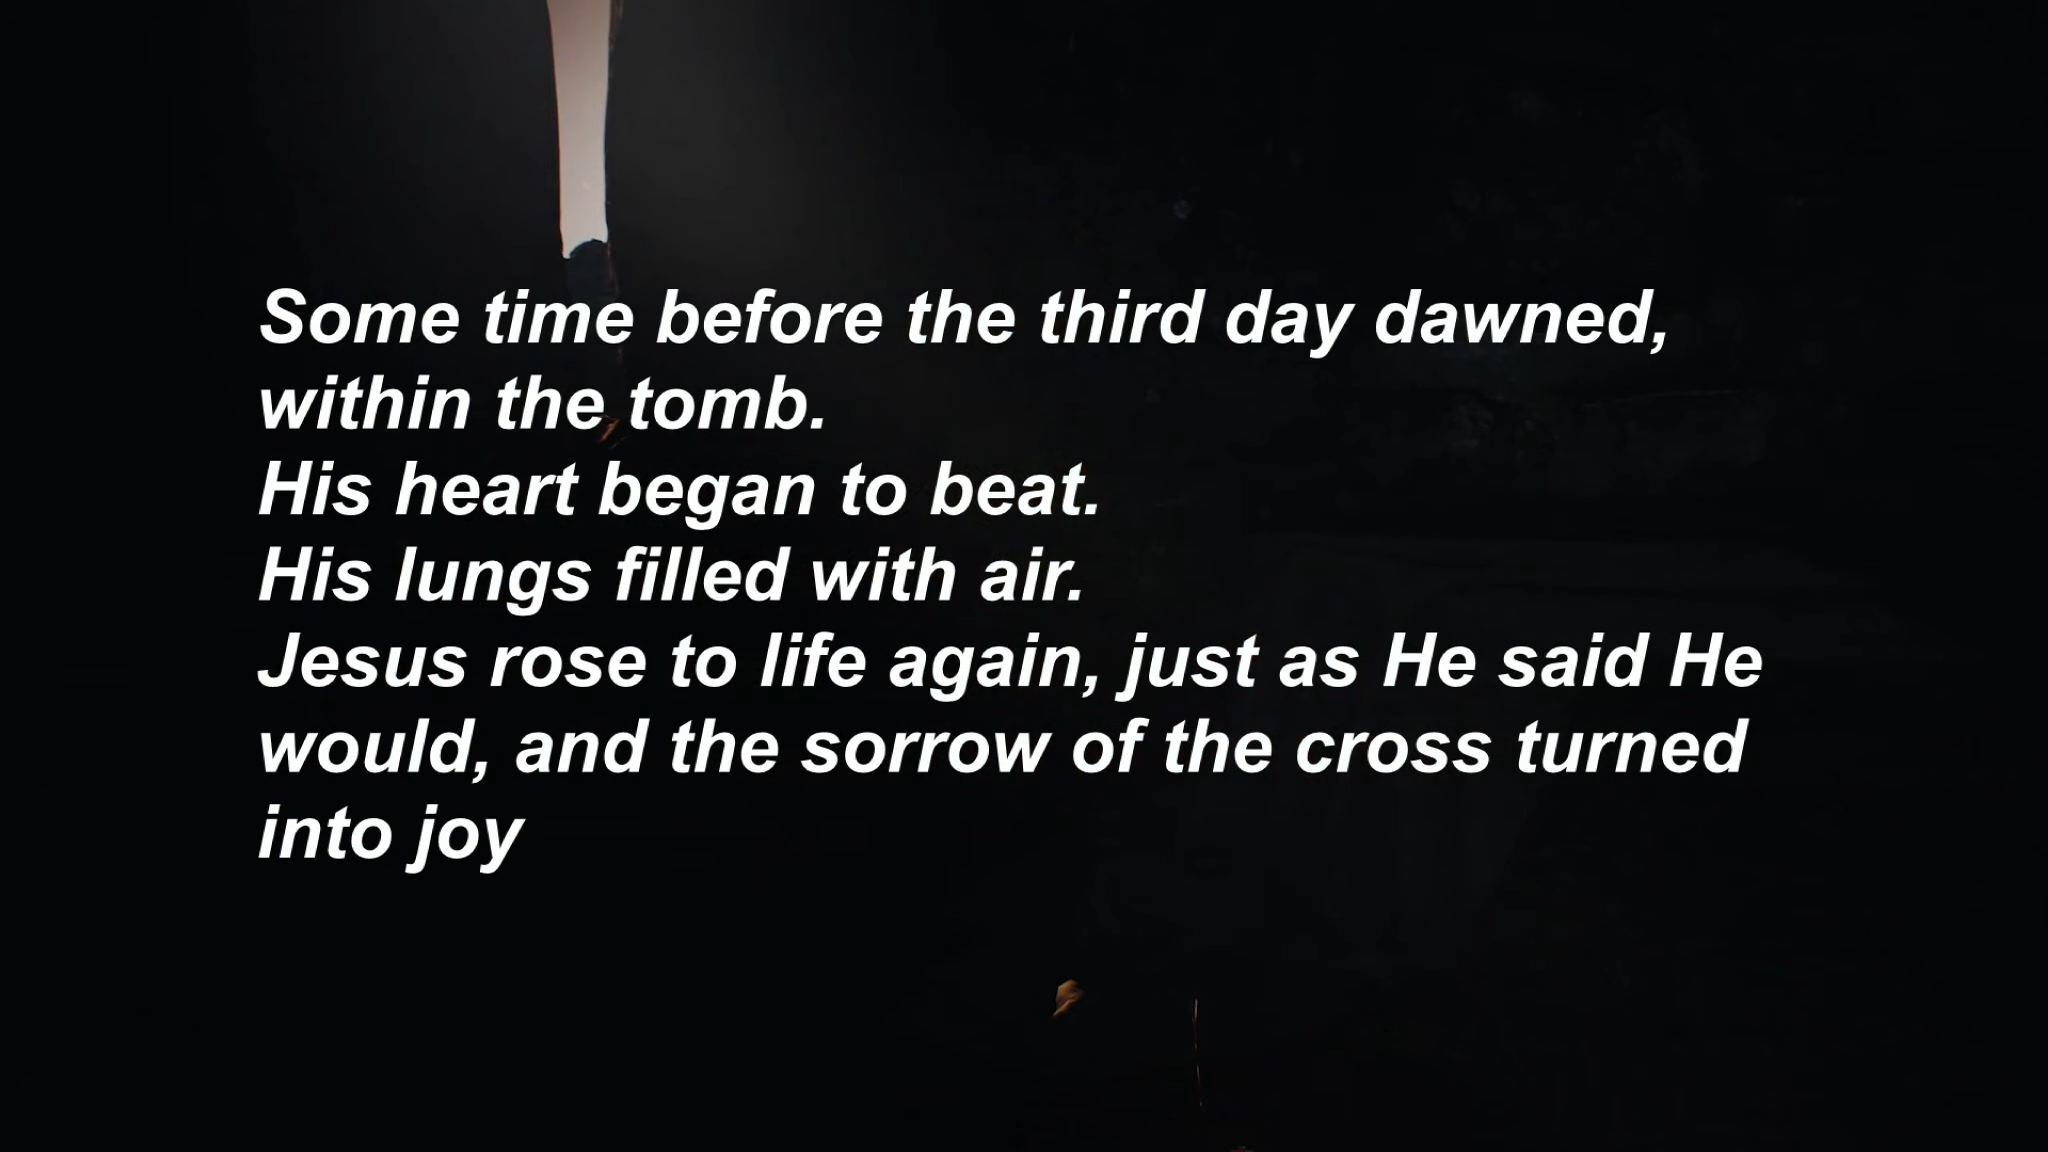 Some time before the third day dawned,
within the tomb.
His heart began to beat.
His lungs filled with air.
Jesus rose to life again, just as He said He
would, and the sorrow of the cross turned
into joy